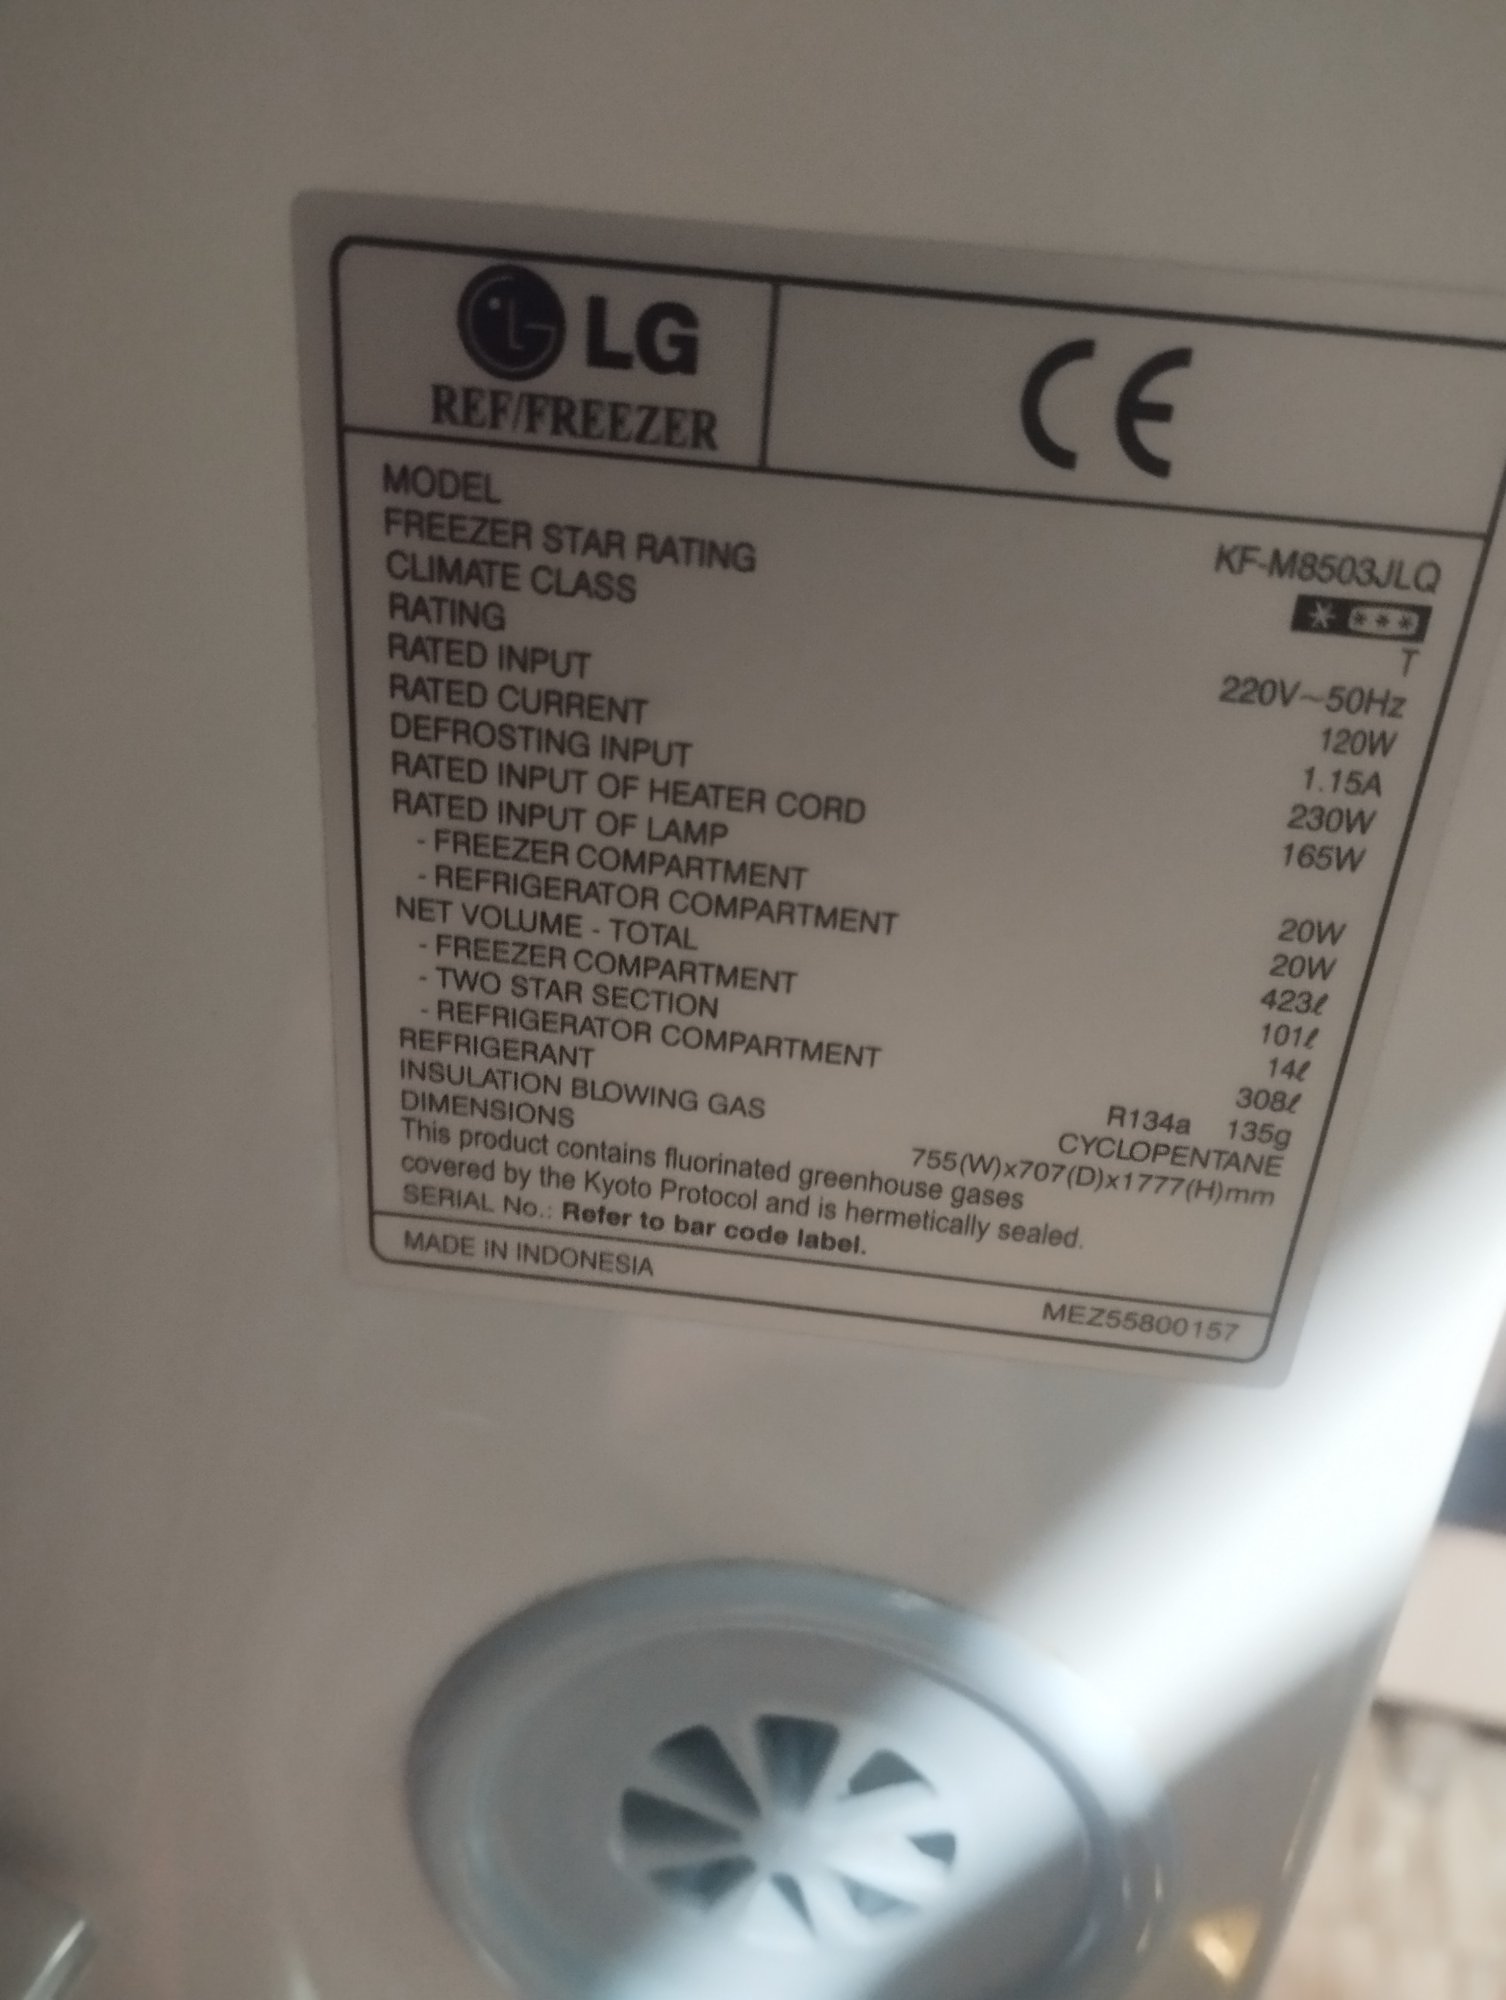 LG
CE
REF/FREEZER
MODEL KF-M8503JLQ
FREEZER STAR RATING
CLIMATE CLASS T
RATING 220V~50Hz
RATED INPUT 120W
RATED CURRENT 1.15A
DEFROSTING INPUT 230W
RATED INPUT OF HEATER CORD 165W
RATED INPUT OF LAMP
- FREEZER COMPARTMENT 20W
- REFRIGERATOR COMPARTMENT 20W
NET VOLUME - TOTAL 423ℓ
- FREEZER COMPARTMENT 101ℓ
- TWO STAR SECTION 14ℓ
- REFRIGERATOR COMPARTMENT 308ℓ
REFRIGERANT R134a 135g
INSULATION BLOWING GAS CYCLOPENTANE
DIMENSIONS 755(W)x707(D)x1777(H)mm
This product contains fluorinated greenhouse gases
covered by the Kyoto Protocol and is hermetically sealed.
SERIAL No.: Refer to bar code label.
MADE IN INDONESIA
MEZ55800157